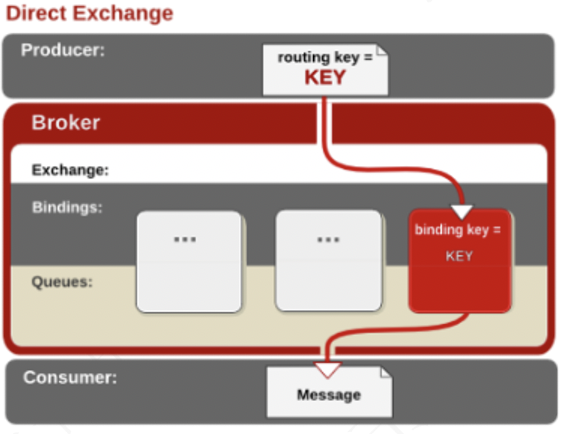 Direct Exchange
Producer:
routing key =
KEY
Broker
Exchange:
Bindings:
...
...
binding key =
KEY
Queues:
Consumer:
Message